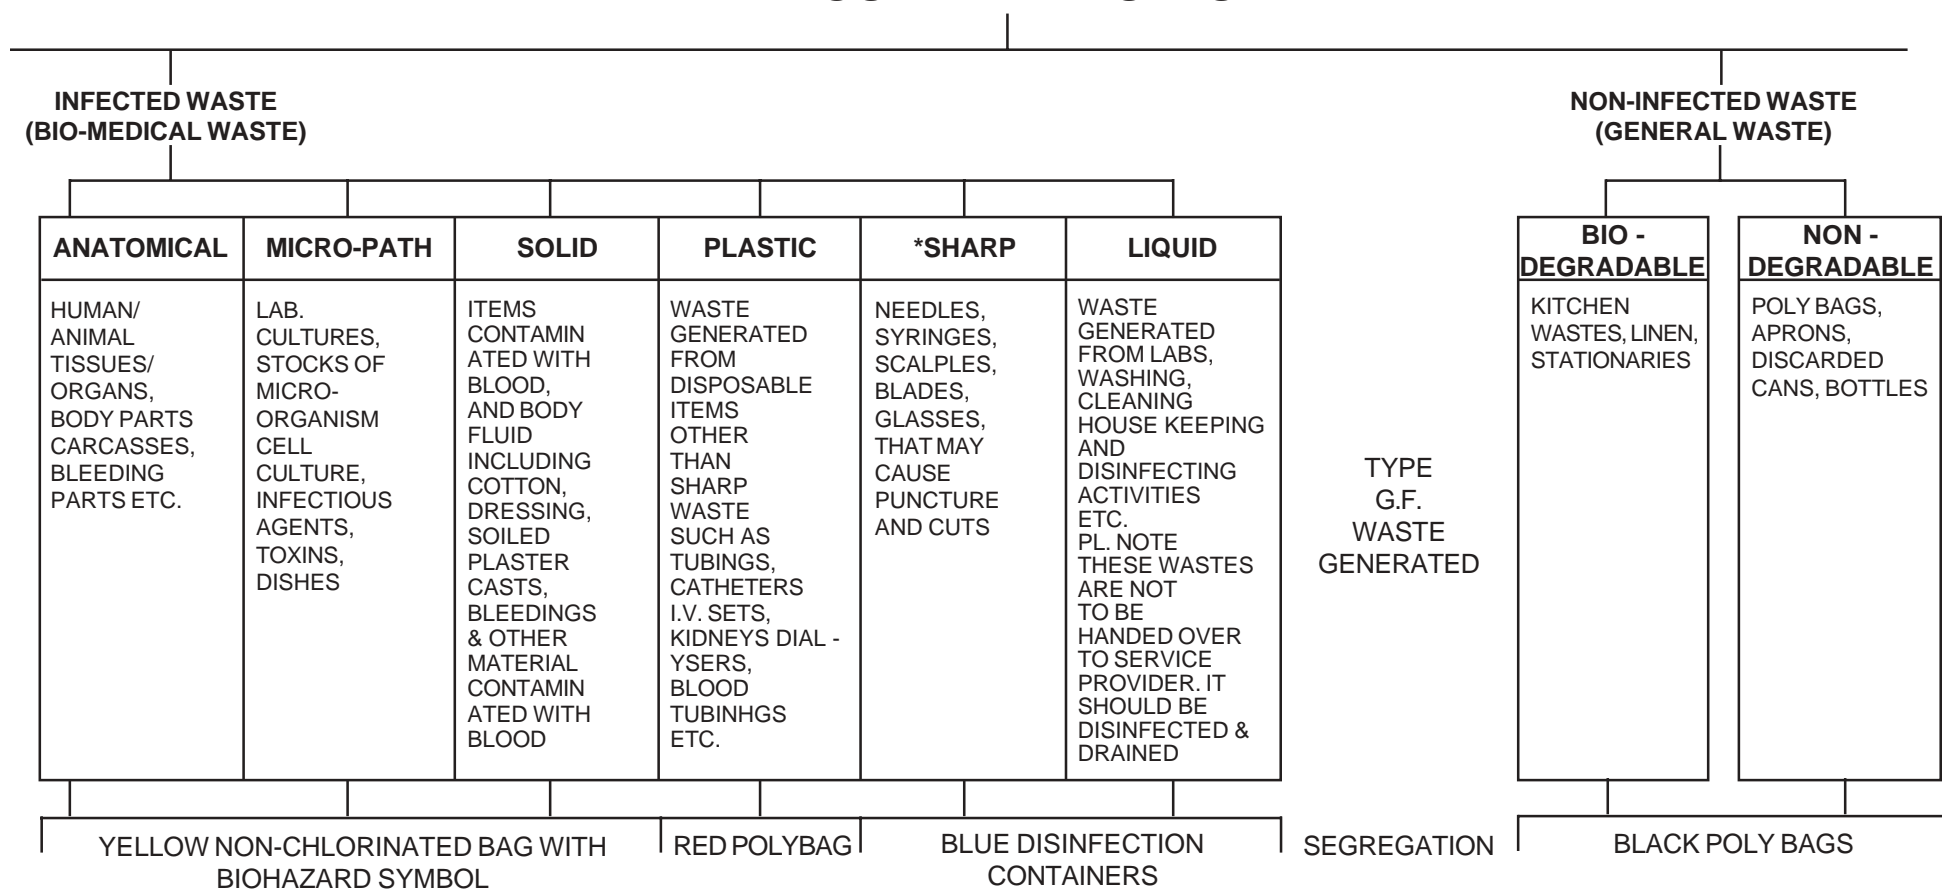 INFECTED WASTE
(BIO-MEDICAL WASTE)
NON-INFECTED WASTE
(GENERAL WASTE)
ANATOMICAL
HUMAN/
ANIMAL
TISSUES/
ORGANS,
BODY PARTS
CARCASSES,
BLEEDING
PARTS ETC.
MICRO-PATH
LAB.
CULTURES,
STOCKS OF
MICRO-
ORGANISM
CELL
CULTURE,
INFECTIOUS
AGENTS,
TOXINS,
DISHES
SOLID
ITEMS
CONTAMIN
ATED WITH
BLOOD,
AND BODY
FLUID
INCLUDING
COTTON,
DRESSING,
SOILED
PLASTER
CASTS,
BLEEDINGS
& OTHER
MATERIAL
CONTAMIN
ATED WITH
BLOOD
PLASTIC
WASTE
GENERATED
FROM
DISPOSABLE
ITEMS
OTHER
THAN
SHARP
WASTE
SUCH AS
TUBINGS,
CATHETERS
I.V. SETS,
KIDNEYS DIAL -
YSERS,
BLOOD
TUBINHGS
ETC.
*SHARP
NEEDLES,
SYRINGES,
SCALPLES,
BLADES,
GLASSES,
THAT MAY
CAUSE
PUNCTURE
AND CUTS
LIQUID
WASTE
GENERATED
FROM LABS,
WASHING,
CLEANING
HOUSE KEEPING
AND
DISINFECTING
ACTIVITIES
ETC.
PL. NOTE
THESE WASTES
ARE NOT
TO BE
HANDED OVER
TO SERVICE
PROVIDER. IT
SHOULD BE
DISINFECTED &
DRAINED
TYPE
G.F.
WASTE
GENERATED
BIO -
DEGRADABLE
KITCHEN
WASTES, LINEN,
STATIONARIES
NON -
DEGRADABLE
POLY BAGS,
APRONS,
DISCARDED
CANS, BOTTLES
YELLOW NON-CHLORINATED BAG WITH
BIOHAZARD SYMBOL
RED POLYBAG
BLUE DISINFECTION
CONTAINERS
SEGREGATION
BLACK POLY BAGS